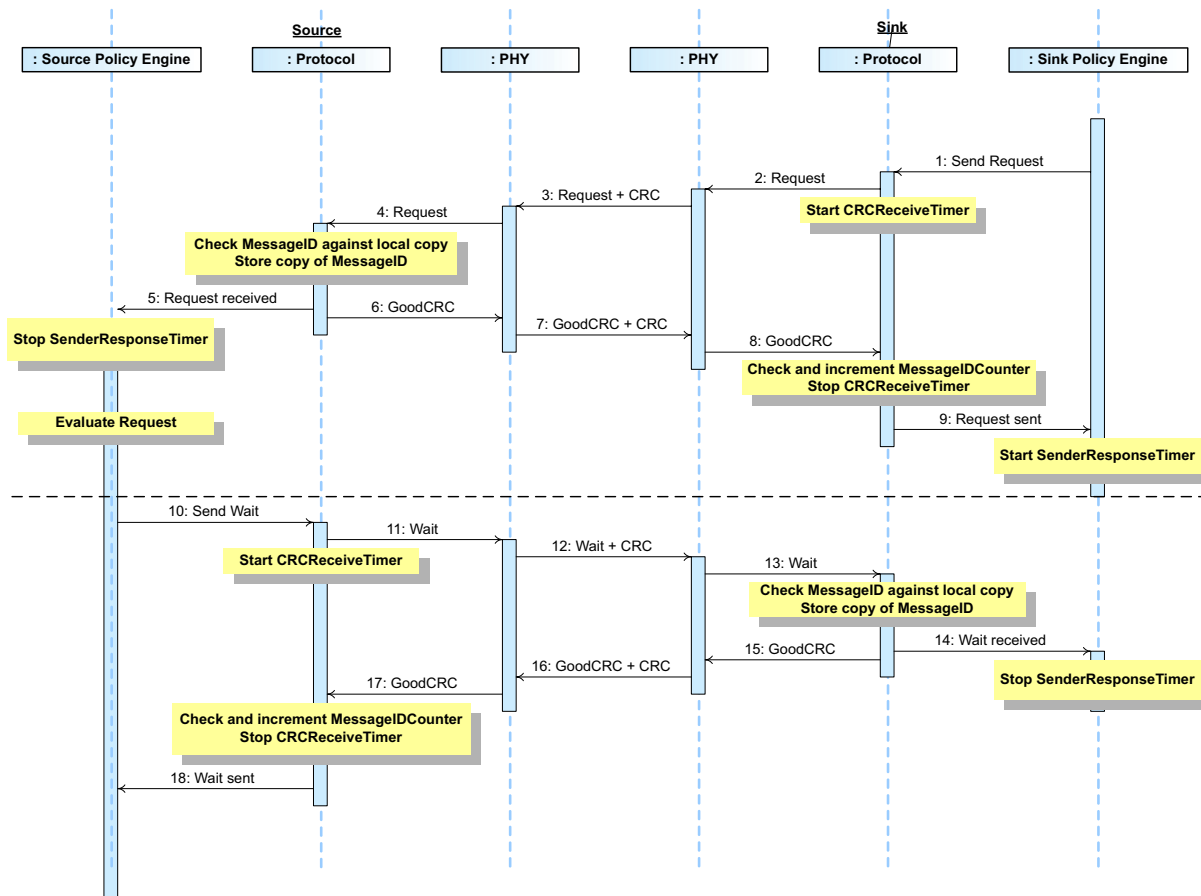 Source
Sink
: Source Policy Engine
: Protocol
: PHY
: PHY
: Protocol
: Sink Policy Engine
1: Send Request
2: Request
3: Request + CRC
Start CRCReceiveTimer
4: Request
Check MessageID against local copy
Store copy of MessageID
5: Request received
6: GoodCRC
7: GoodCRC + CRC
Stop SenderResponseTimer
8: GoodCRC
Check and increment MessageIDCounter
Stop CRCReceiveTimer
Evaluate Request
9: Request sent
Start SenderResponseTimer
10: Send Wait
11: Wait
12: Wait + CRC
Start CRCReceiveTimer
13: Wait
Check MessageID against local copy
Store copy of MessageID
14: Wait received
15: GoodCRC
16: GoodCRC + CRC
Stop SenderResponseTimer
17: GoodCRC
Check and increment MessageIDCounter
Stop CRCReceiveTimer
18: Wait sent